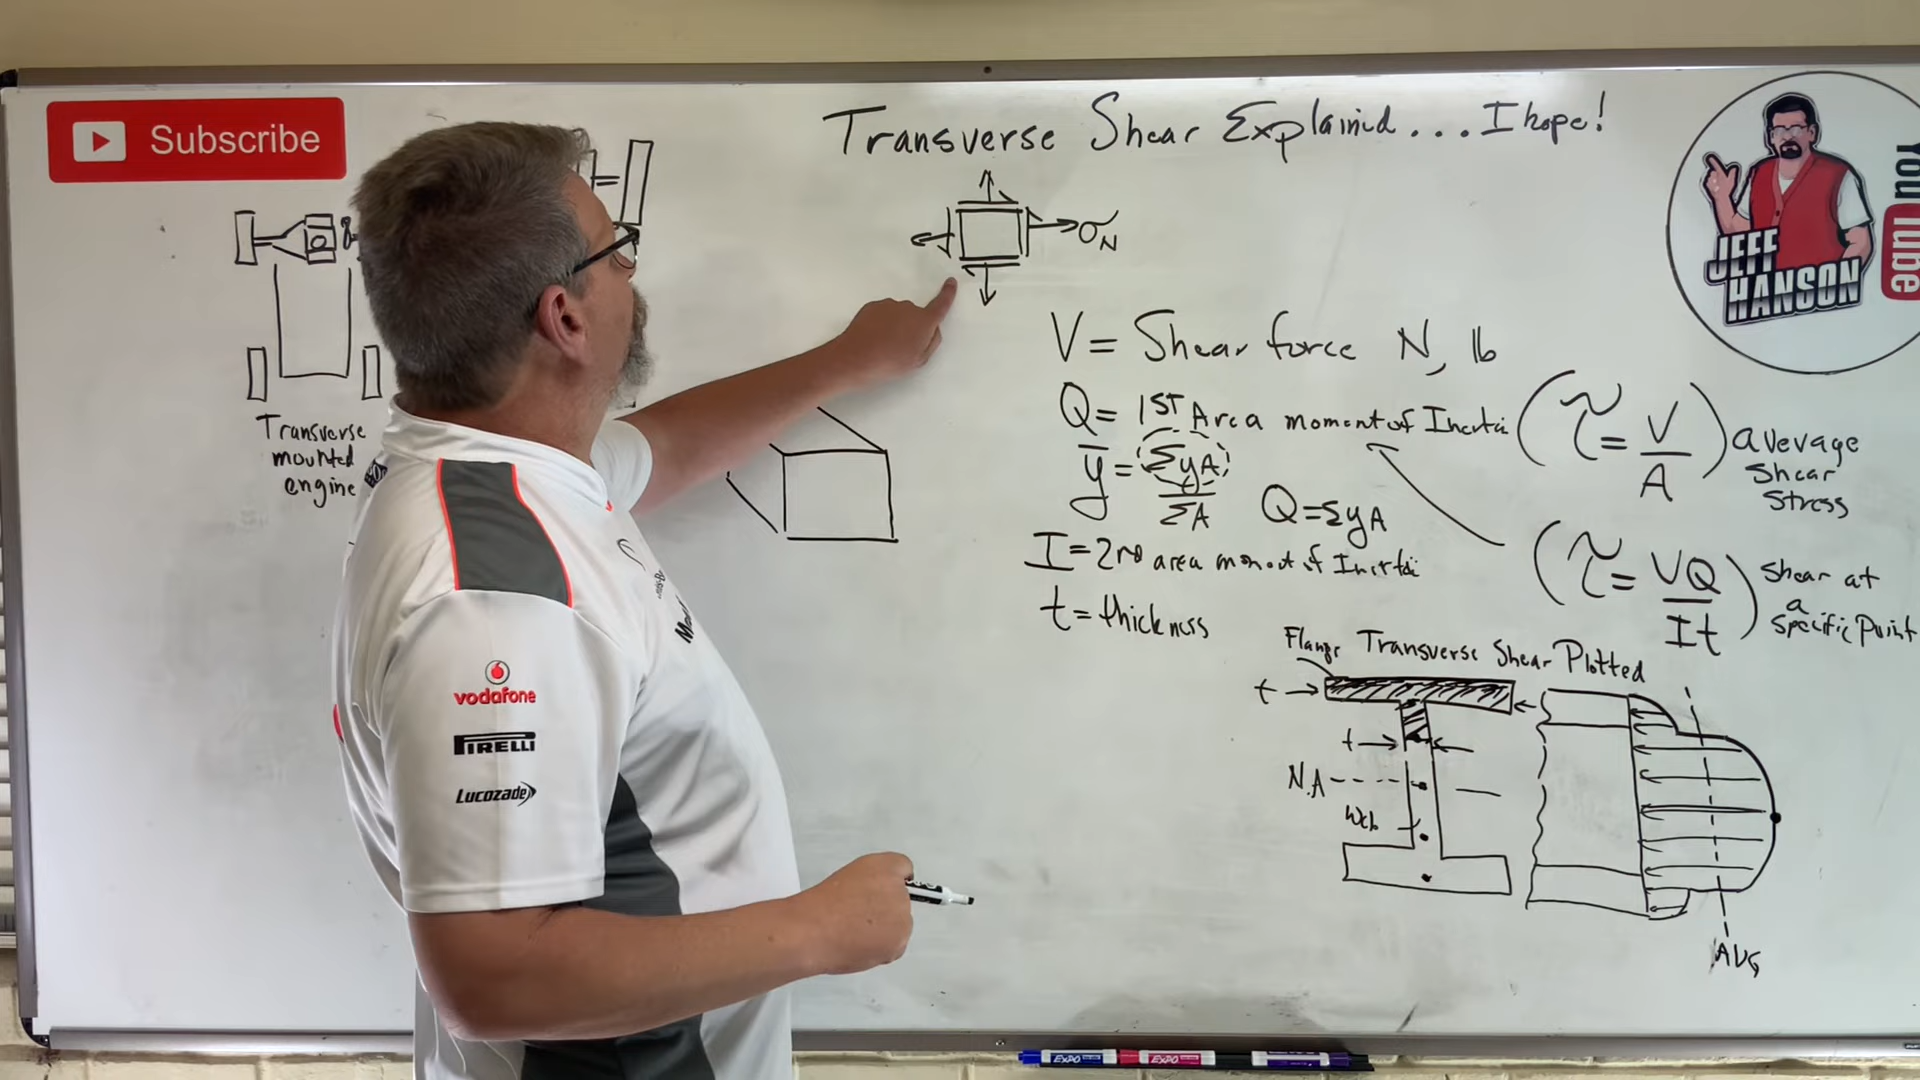 Subscribe
Transverse Shear Explained...I hope!
YouTube
JEFF
HANSON
σN
V= Shear force N, lb
Q= 1ST Area moment of Inertia
(τ= V/A) average
shear
stress
ȳ= ΣyA/ΣA
Q=ΣyA
I=2nd area moment of Inertia
t=thickness
(τ= VQ/It) shear at
a
specific Point
Transverse
mounted
engine
Flange Transverse Shear Plotted
t
t
N.A
Web
AVG
vodafone
PIRELLI
Lucozade
EXPO
EXPO